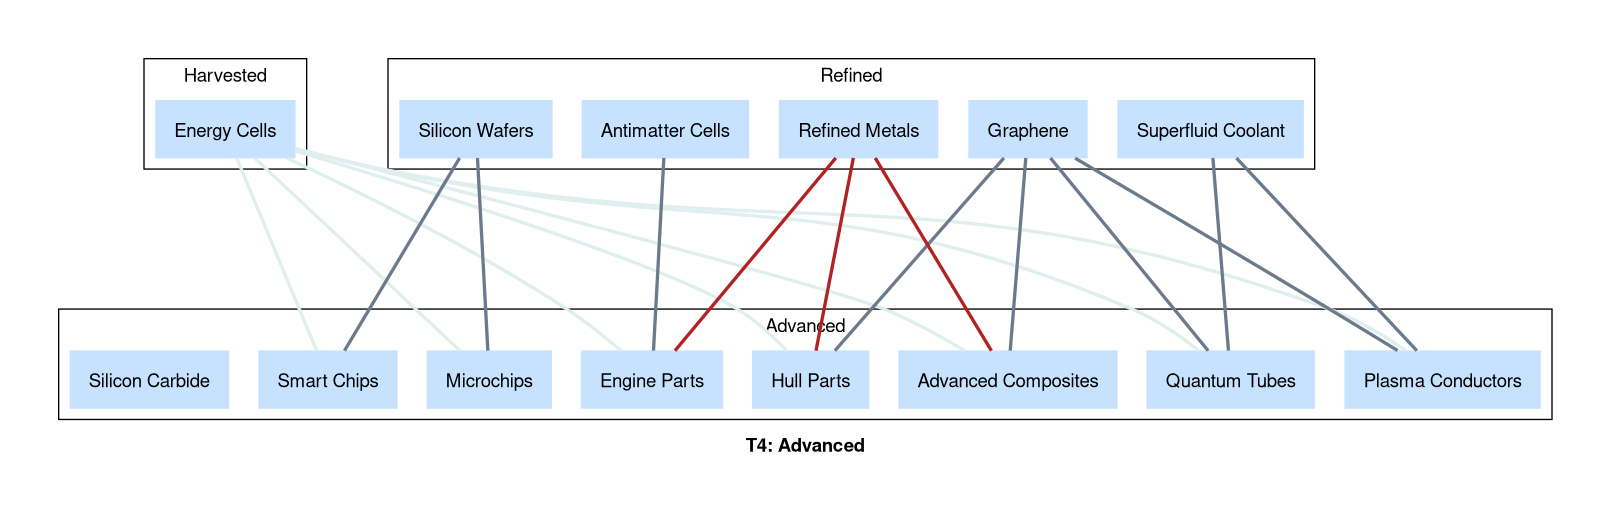 Harvested
Refined
Energy Cells
Silicon Wafers
Antimatter Cells
Refined Metals
Graphene
Superfluid Coolant
Advanced
Silicon Carbide
Smart Chips
Microchips
Engine Parts
Hull Parts
Advanced Composites
Quantum Tubes
Plasma Conductors
T4: Advanced